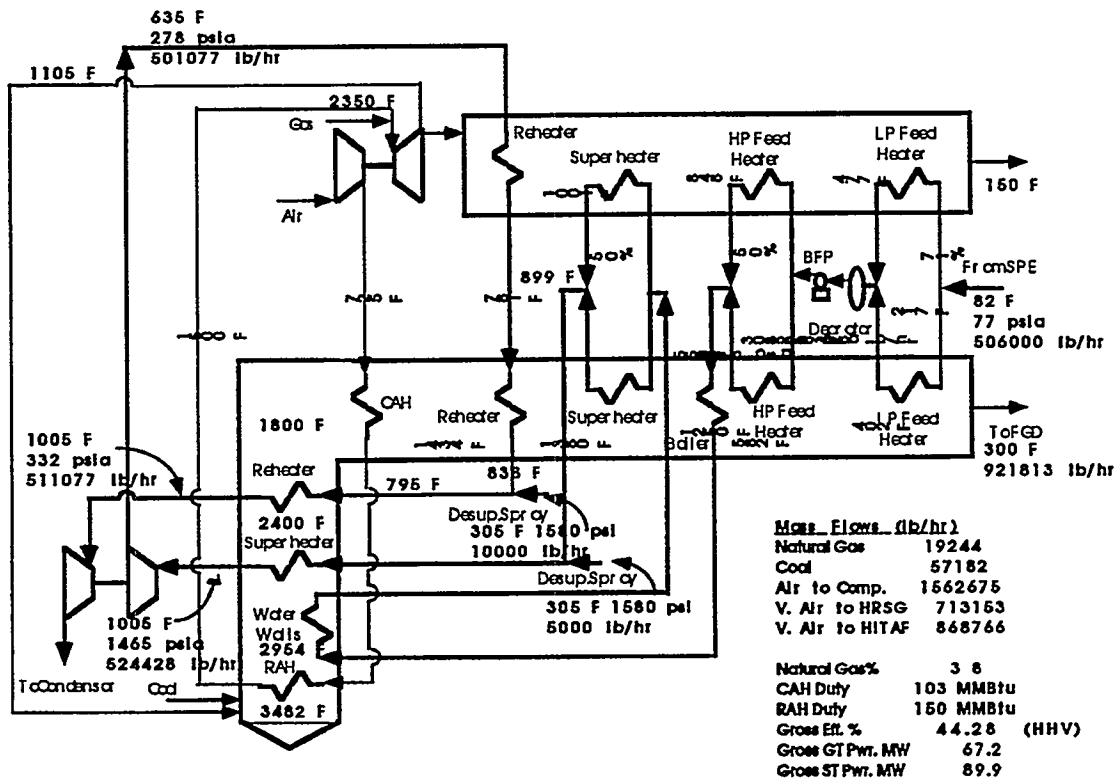 635 F
278 psia
501077 lb/hr
1105 F
2350 F
Gas
Air
Reheater
Super heater
HP Feed
Heater
LP Feed
Heater
150 F
899 F
BFP
From SPE
82 F
77 psia
506000 lb/hr
CAH
1800 F
Reheater
Super heater
Boiler
HP Feed
Heater
LP Feed
Heater
To FGD
300 F
921813 lb/hr
1005 F
332 psia
511077 lb/hr
Reheater
795 F
2400 F
Super heater
Desup.Spray
305 F 1580 psi
10000 lb/hr
Desup.Spray
305 F 1580 psi
5000 lb/hr
Water
Walls
2954
F
RAH
3482 F
1005 F
1465 psia
524428 lb/hr
To Condensor
Coal
Mass Flows (lb/hr)
Natural Gas 19244
Coal 57182
Air to Comp. 1562675
V. Air to HRSG 713153
V. Air to HITAF 868766
Natural Gas% 38
CAH Duty 103 MMBtu
RAH Duty 150 MMBtu
Gross Eff. % 44.28 (HHV)
Gross GT Pwr. MW 67.2
Gross ST Pwr. MW 89.9